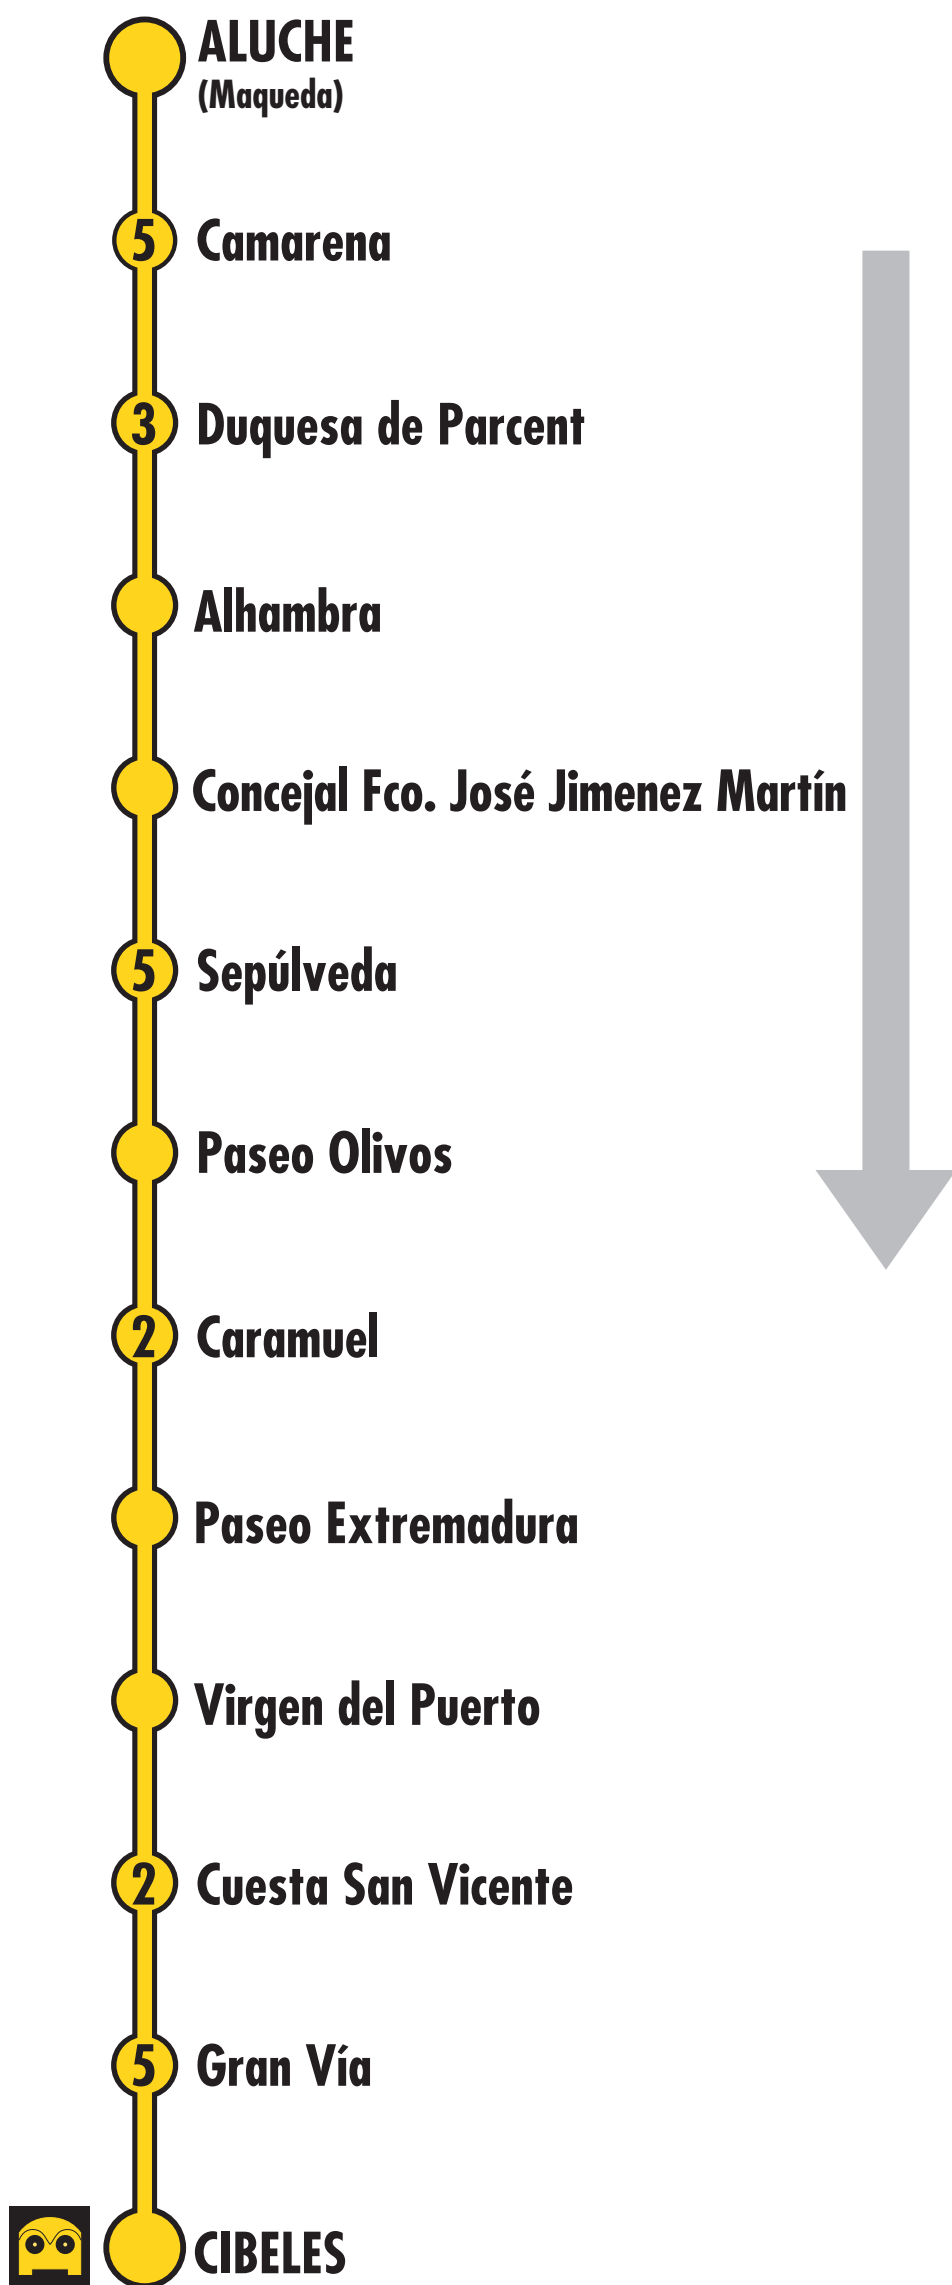 ALUCHE
(Maqueda)
5 Camarena
3 Duquesa de Parcent
Alhambra
Concejal Fco. José Jimenez Martín
5 Sepúlveda
Paseo Olivos
2 Caramuel
Paseo Extremadura
Virgen del Puerto
2 Cuesta San Vicente
5 Gran Vía
CIBELES